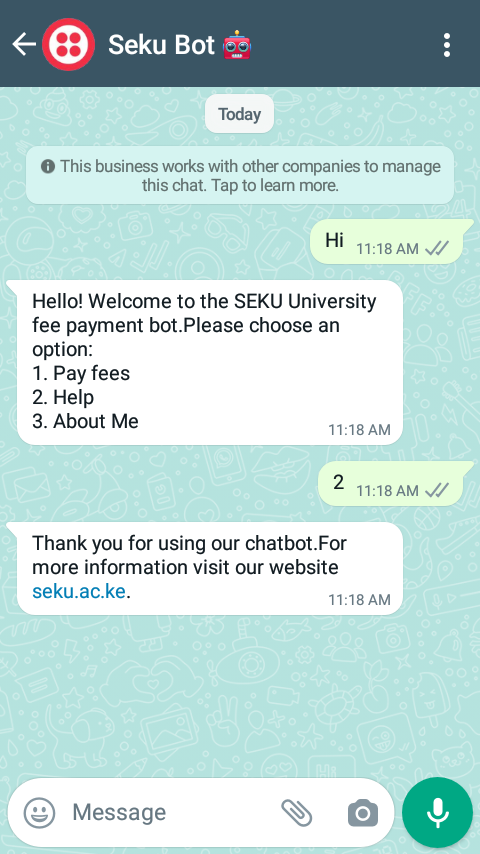 Seku Bot 🤖
Today
This business works with other companies to manage
this chat. Tap to learn more.
Hi 11:18 AM
Hello! Welcome to the SEKU University
fee payment bot.Please choose an
option:
1. Pay fees
2. Help
3. About Me
11:18 AM
2 11:18 AM
Thank you for using our chatbot.For
more information visit our website
seku.ac.ke.
11:18 AM
Message